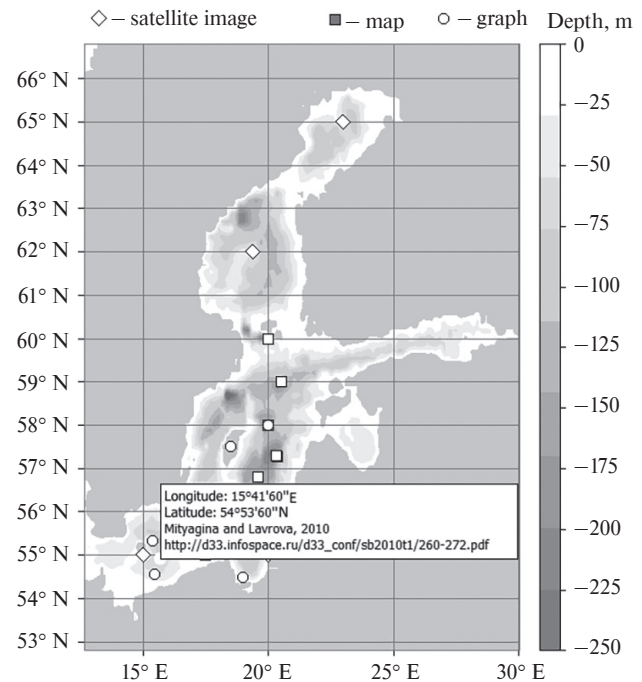 – satellite image – map – graph Depth, m
66° N
65° N
64° N
63° N
62° N
61° N
60° N
59° N
58° N
57° N
56° N
55° N
54° N
53° N
15° E 20° E 25° E 30° E
0
−25
−50
−75
−100
−125
−150
−175
−200
−225
−250
Longitude: 15°41'60"E
Latitude: 54°53'60"N
Mityagina and Lavrova, 2010
http://d33.infospace.ru/d33_conf/sb2010t1/260-272.pdf